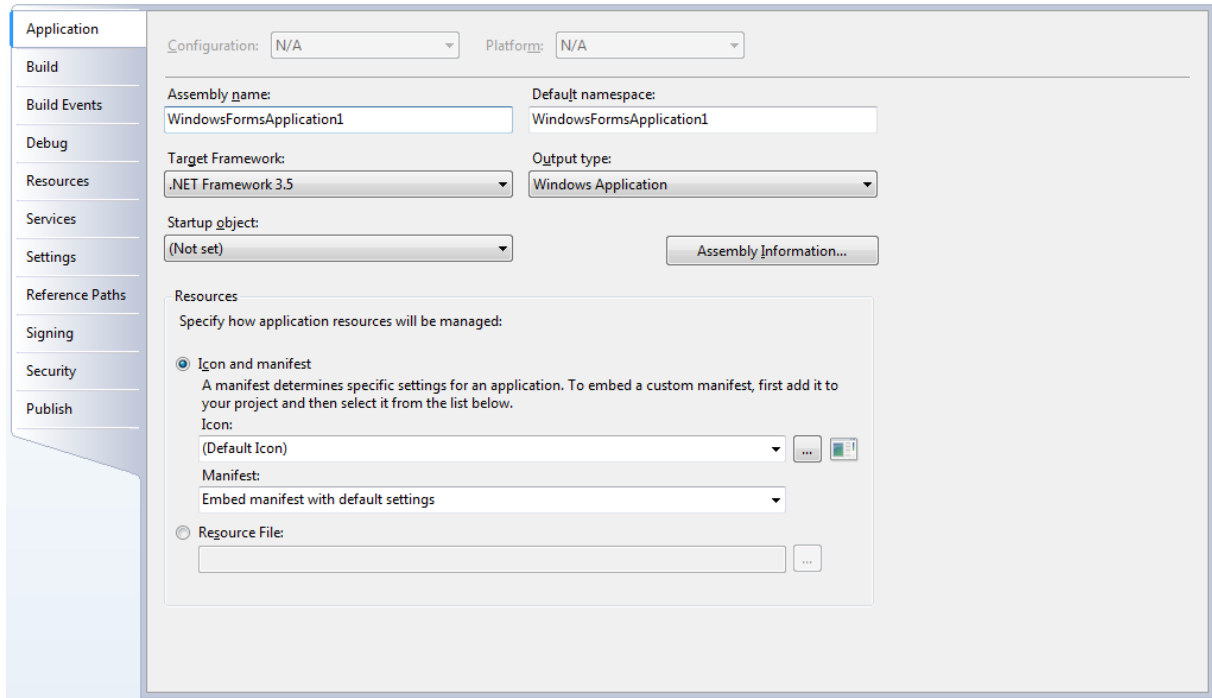 Application
Build
Build Events
Debug
Resources
Services
Settings
Reference Paths
Signing
Security
Publish
Configuration: N/A Platform: N/A
Assembly name: Default namespace:
WindowsFormsApplication1 WindowsFormsApplication1
Target Framework: Output type:
.NET Framework 3.5 Windows Application
Startup object:
(Not set) Assembly Information...
Resources
Specify how application resources will be managed:
Icon and manifest
A manifest determines specific settings for an application. To embed a custom manifest, first add it to
your project and then select it from the list below.
Icon:
(Default Icon) ...
Manifest:
Embed manifest with default settings
Resource File:
...